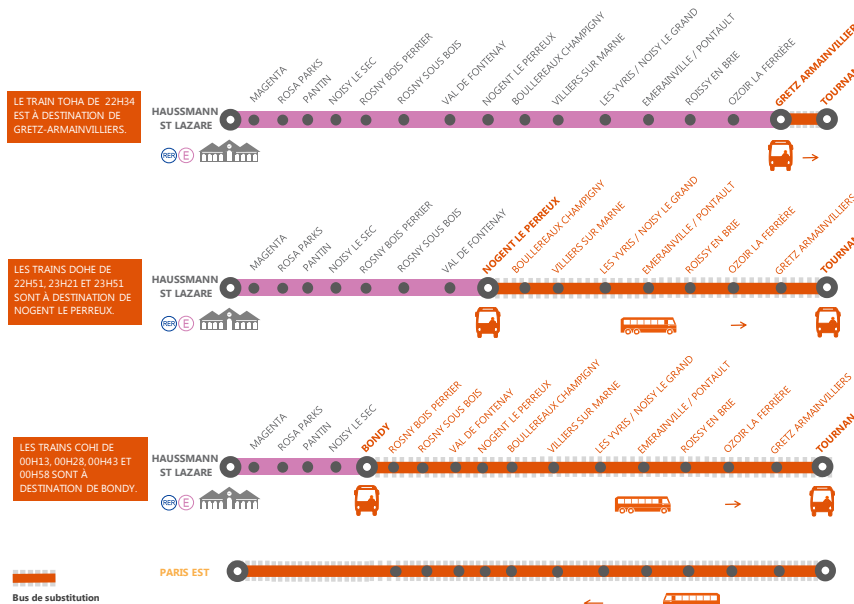 LE TRAIN TOHA DE 22H34
EST À DESTINATION DE
GRETZ-ARMAINVILLIERS.
HAUSSMANN
ST LAZARE
MAGENTA
ROSA PARKS
PANTIN
NOISY LE SEC
ROSNY BOIS PERRIER
ROSNY SOUS BOIS
VAL DE FONTENAY
NOGENT LE PERREUX
BOULLEREAUX CHAMPIGNY
VILLIERS SUR MARNE
LES YVRIS / NOISY LE GRAND
EMERAINVILLE / PONTAULT
ROISSY EN BRIE
OZOIR LA FERRIÈRE
GRETZ ARMAINVILLIER
TOURNAN
RER E
LES TRAINS DOHE DE
22H51, 23H21 ET 23H51
SONT À DESTINATION DE
NOGENT LE PERREUX.
HAUSSMANN
ST LAZARE
MAGENTA
ROSA PARKS
PANTIN
NOISY LE SEC
ROSNY BOIS PERRIER
ROSNY SOUS BOIS
VAL DE FONTENAY
NOGENT LE PERREUX
BOULLEREAUX CHAMPIGNY
VILLIERS SUR MARNE
LES YVRIS / NOISY LE GRAND
EMERAINVILLE / PONTAULT
ROISSY EN BRIE
OZOIR LA FERRIÈRE
GRETZ ARMAINVILLIERS
TOURNAN
RER E
LES TRAINS COHI DE
00H13, 00H28, 00H43 ET
00H58 SONT À
DESTINATION DE BONDY.
HAUSSMANN
ST LAZARE
MAGENTA
ROSA PARKS
PANTIN
NOISY LE SEC
BONDY
ROSNY BOIS PERRIER
ROSNY SOUS BOIS
VAL DE FONTENAY
NOGENT LE PERREUX
BOULLEREAUX CHAMPIGNY
VILLIERS SUR MARNE
LES YVRIS / NOISY LE GRAND
EMERAINVILLE / PONTAULT
ROISSY EN BRIE
OZOIR LA FERRIÈRE
GRETZ ARMAINVILLIERS
TOURNAN
RER E
PARIS EST
Bus de substitution